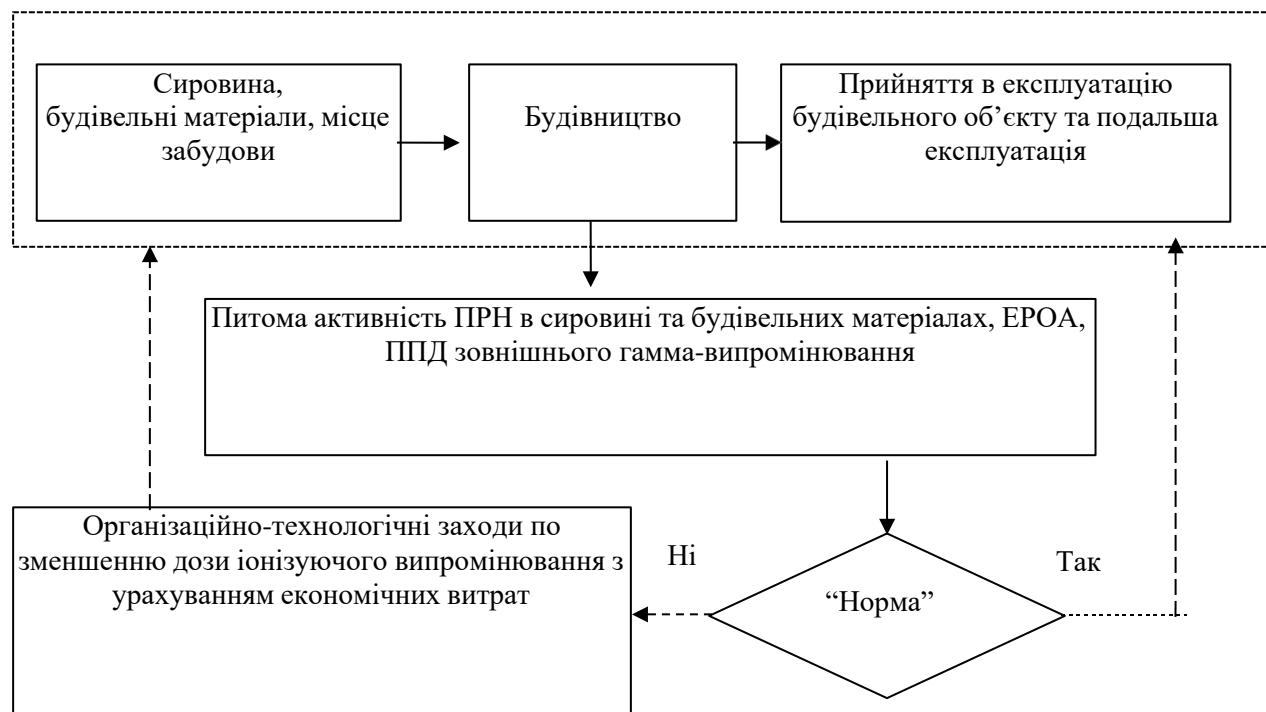 Сировина,
будівельні матеріали, місце
забудови
Будівництво
Прийняття в експлуатацію
будівельного об’єкту та подальша
експлуатація
Питома активність ПРН в сировині та будівельних матеріалах, ЕРОА,
ППД зовнішнього гамма-випромінювання
Організаційно-технологічні заходи по
зменшенню дози іонізуючого випромінювання з
урахуванням економічних витрат
Ні
“Норма”
Так